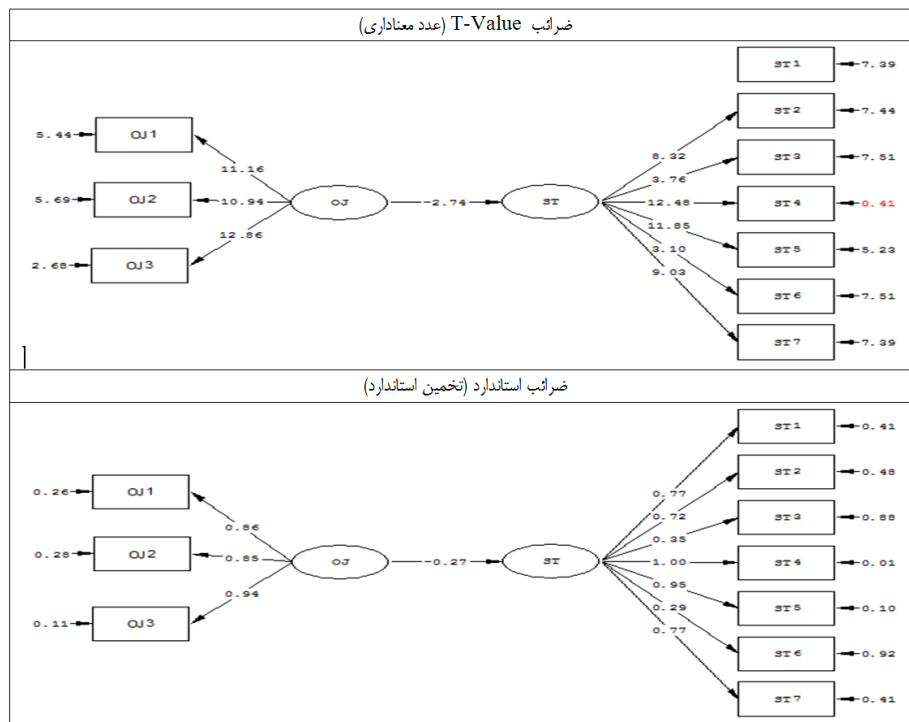 ضرائب T-Value (عدد معناداری)
ST1 7.39
ST2 7.44
5.44 OJ1
8.32
ST3 7.51
11.16
3.76
5.69 OJ2 10.94 OJ -2.74 ST 12.48 ST4 0.41
12.86
11.85
ST5 5.23
2.68 OJ3
3.10
9.03
ST6 7.51
ST7 7.39
ضرائب استاندارد (تخمین استاندارد)
ST1 0.41
ST2 0.48
0.26 OJ1
0.77
0.72
ST3 0.88
0.86
0.35
0.28 OJ2 0.85 OJ -0.27 ST 1.00 ST4 0.01
0.94
0.95
ST5 0.10
0.29
0.11 OJ3
0.77
ST6 0.92
ST7 0.41